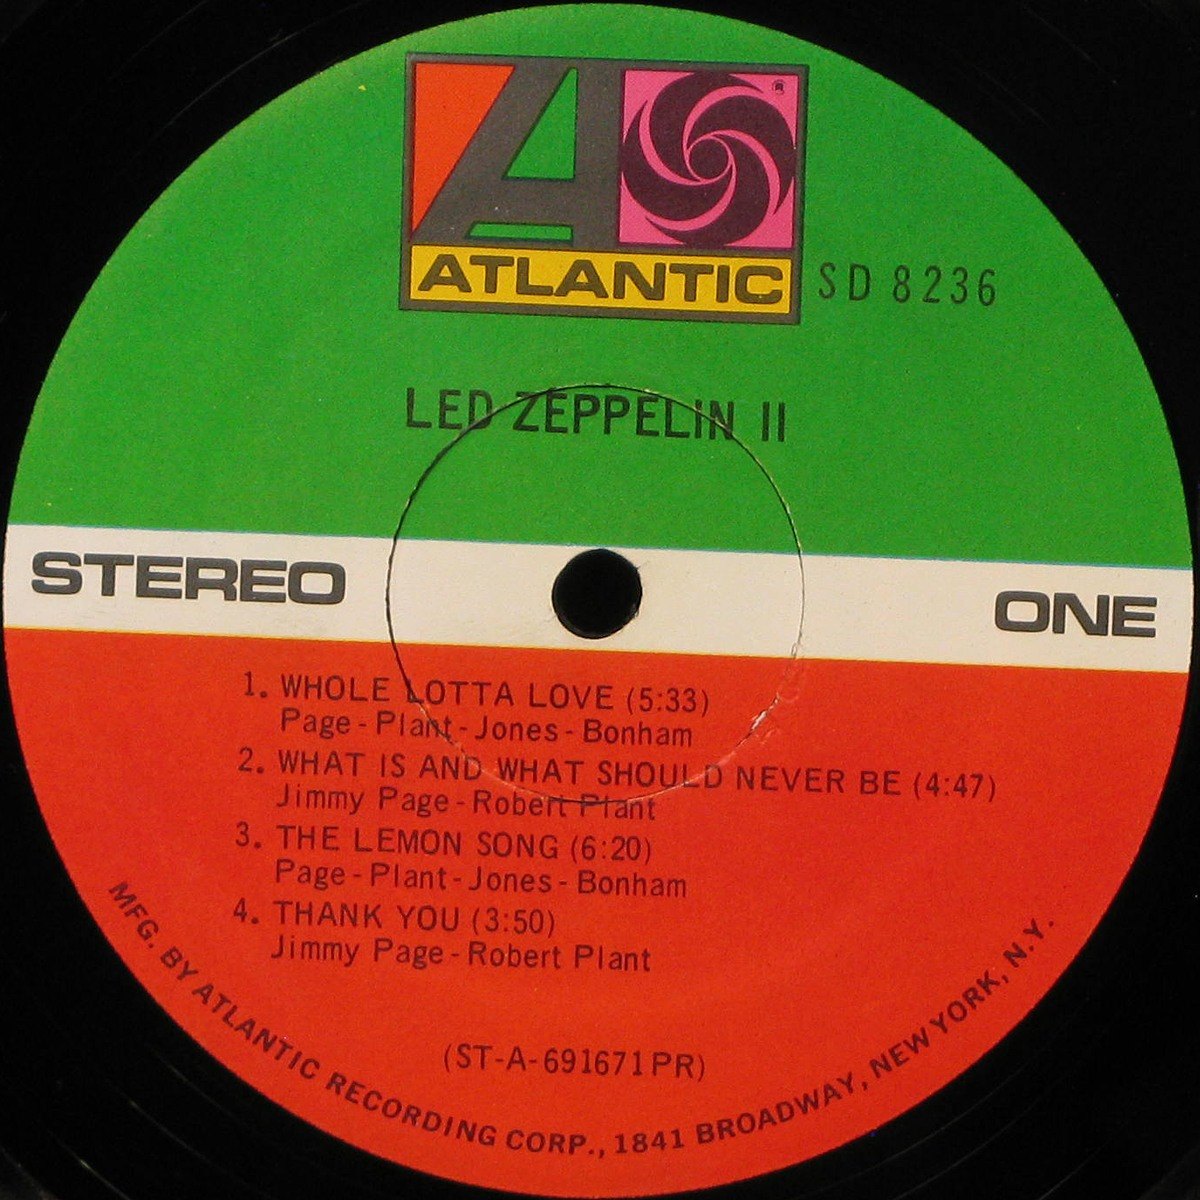 ATLANTIC
SD 8236
LED ZEPPELIN II
STEREO
ONE
1. WHOLE LOTTA LOVE (5:33)
Page - Plant - Jones - Bonham
2. WHAT IS AND WHAT SHOULD NEVER BE (4:47)
Jimmy Page - Robert Plant
3. THE LEMON SONG (6:20)
Page - Plant - Jones - Bonham
4. THANK YOU (3:50)
Jimmy Page - Robert Plant
(ST-A-691671PR)
MFG. BY ATLANTIC RECORDING CORP., 1841 BROADWAY, NEW YORK, N.Y.